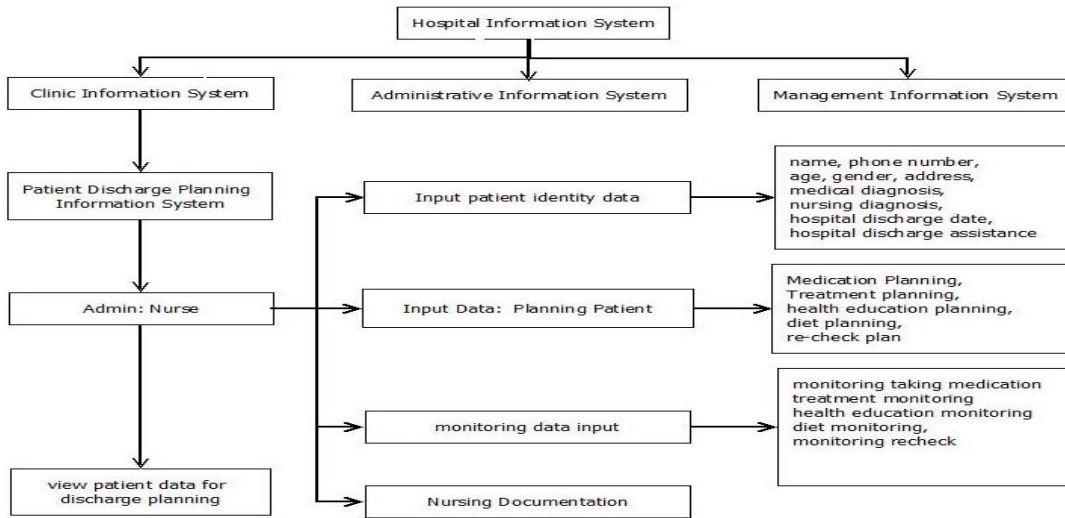 Hospital Information System
Clinic Information System
Administrative Information System
Management Information System
Patient Discharge Planning
Information System
Input patient identity data
name, phone number,
age, gender, address,
medical diagnosis,
nursing diagnosis,
hospital discharge date,
hospital discharge assistance
Admin: Nurse
Input Data:  Planning Patient
Medication Planning,
Treatment planning,
health education planning,
diet planning,
re-check plan
monitoring data input
monitoring taking medication
treatment monitoring
health education monitoring
diet monitoring,
monitoring recheck
view patient data for
discharge planning
Nursing Documentation